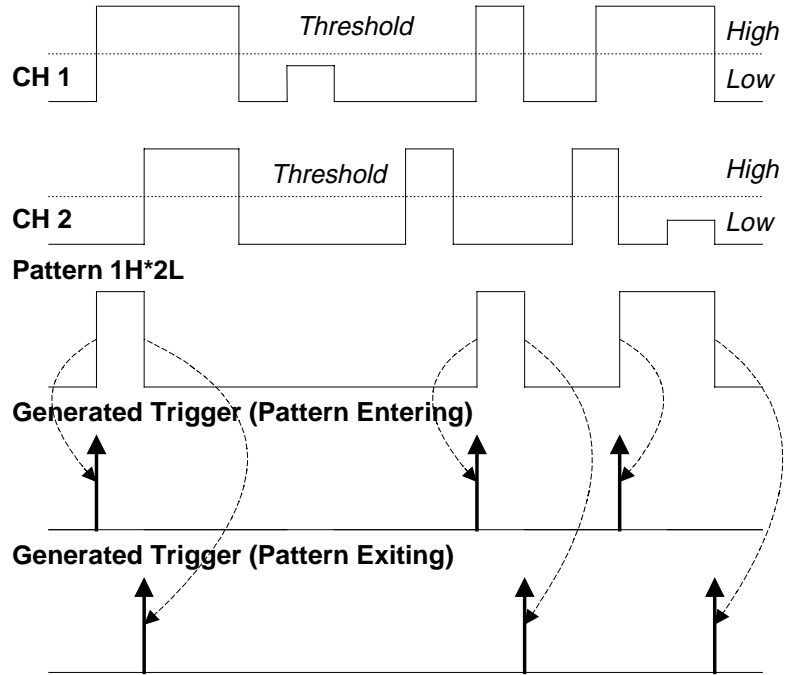 Threshold
High
CH 1
Low
Threshold
High
CH 2
Low
Pattern 1H*2L
Generated Trigger (Pattern Entering)
Generated Trigger (Pattern Exiting)